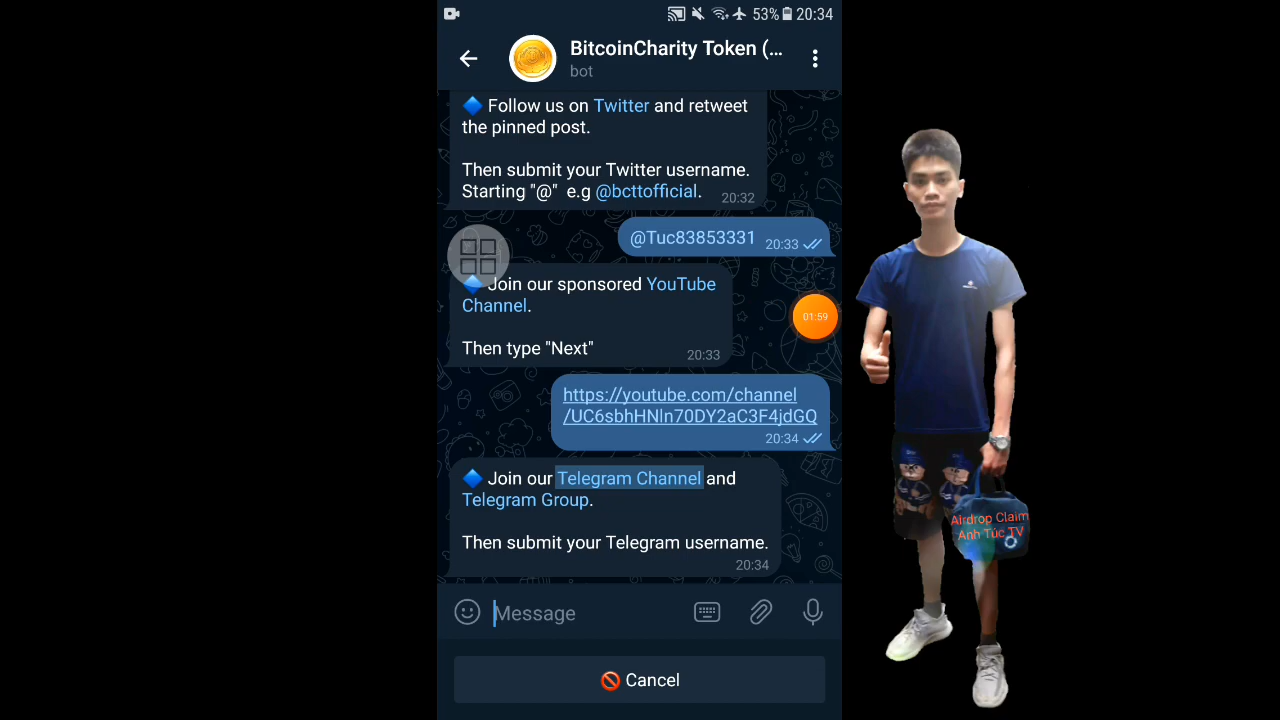 53% 20:34
BitcoinCharity Token (...
bot
Follow us on Twitter and retweet
the pinned post.
Then submit your Twitter username.
Starting "@" e.g @bcttofficial.
20:32
@Tuc83853331 20:33
Join our sponsored YouTube
Channel.
Then type "Next"
20:33
01:59
https://youtube.com/channel
/UC6sbhHNln70DY2aC3F4jdGQ
20:34
Join our Telegram Channel and
Telegram Group.
Then submit your Telegram username.
20:34
Message
Cancel
Airdrop Claim
Anh Túc TV